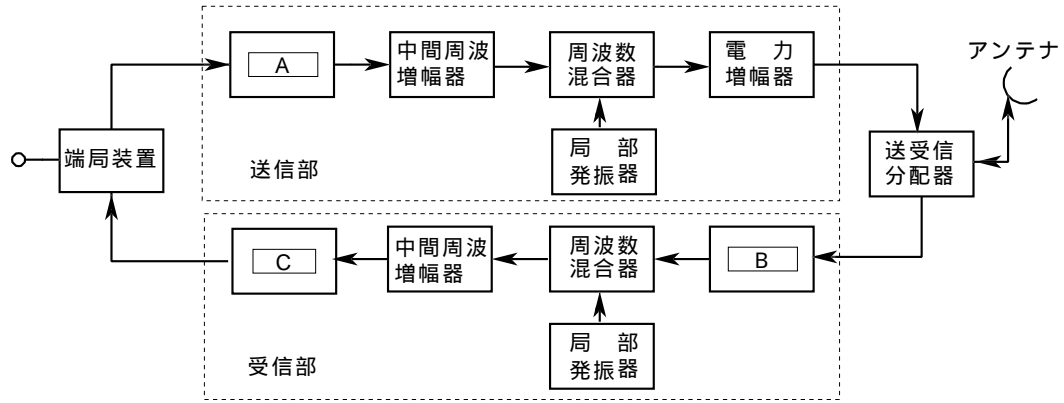 A
中間周波
増幅器
周波数
混合器
電　力
増幅器
アンテナ
端局装置
送信部
局　部
発振器
送受信
分配器
C
中間周波
増幅器
周波数
混合器
B
受信部
局　部
発振器